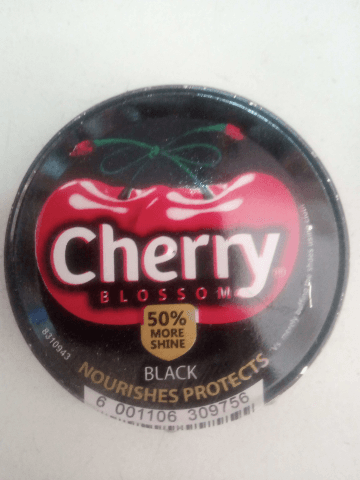 Cherry
BLOSSOM
50%
MORE
SHINE
BLACK
NOURISHES PROTECTS
8310043
6 001106 309756